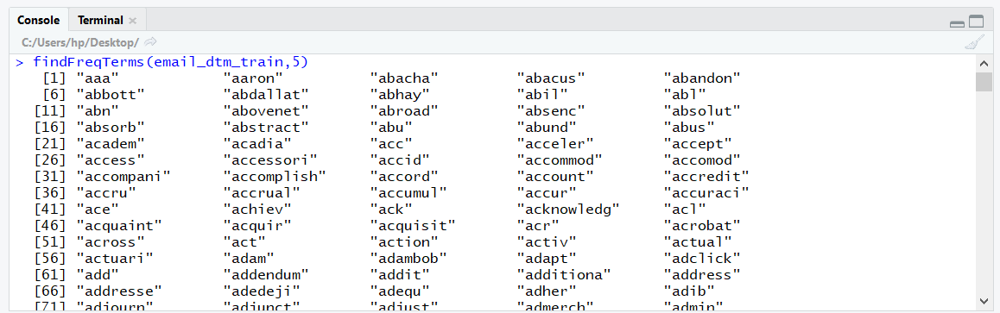 Console Terminal
C:/Users/hp/Desktop/
> findFreqTerms(email_dtm_train,5)
[1] "aaa" "aaron" "abacha" "abacus" "abandon"
[6] "abbott" "abdallat" "abhay" "abil" "abl"
[11] "abn" "abovenet" "abroad" "absenc" "absolut"
[16] "absorb" "abstract" "abu" "abund" "abus"
[21] "academ" "acadia" "acc" "acceler" "accept"
[26] "access" "accessori" "accid" "accommod" "accomod"
[31] "accompani" "accomplish" "accord" "account" "accredit"
[36] "accru" "accrual" "accumul" "accur" "accuraci"
[41] "ace" "achiev" "ack" "acknowledg" "acl"
[46] "acquaint" "acquir" "acquisit" "acr" "acrobat"
[51] "across" "act" "action" "activ" "actual"
[56] "actuari" "adam" "adambob" "adapt" "adclick"
[61] "add" "addendum" "addit" "additiona" "address"
[66] "addresse" "adedeji" "adequ" "adher" "adib"
[71] "adjourn" "adjunct" "adjust" "admerch" "admin"